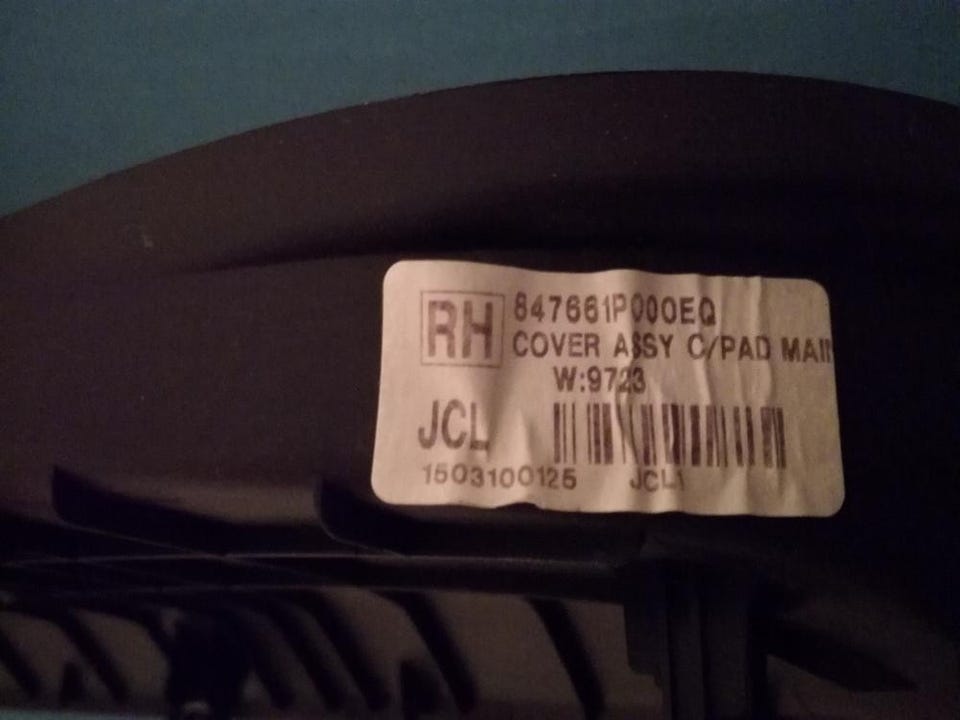 RH 847661P000EQ
COVER ASSY C/PAD MAIN
W:9723
JCL
1503100125 JCL1